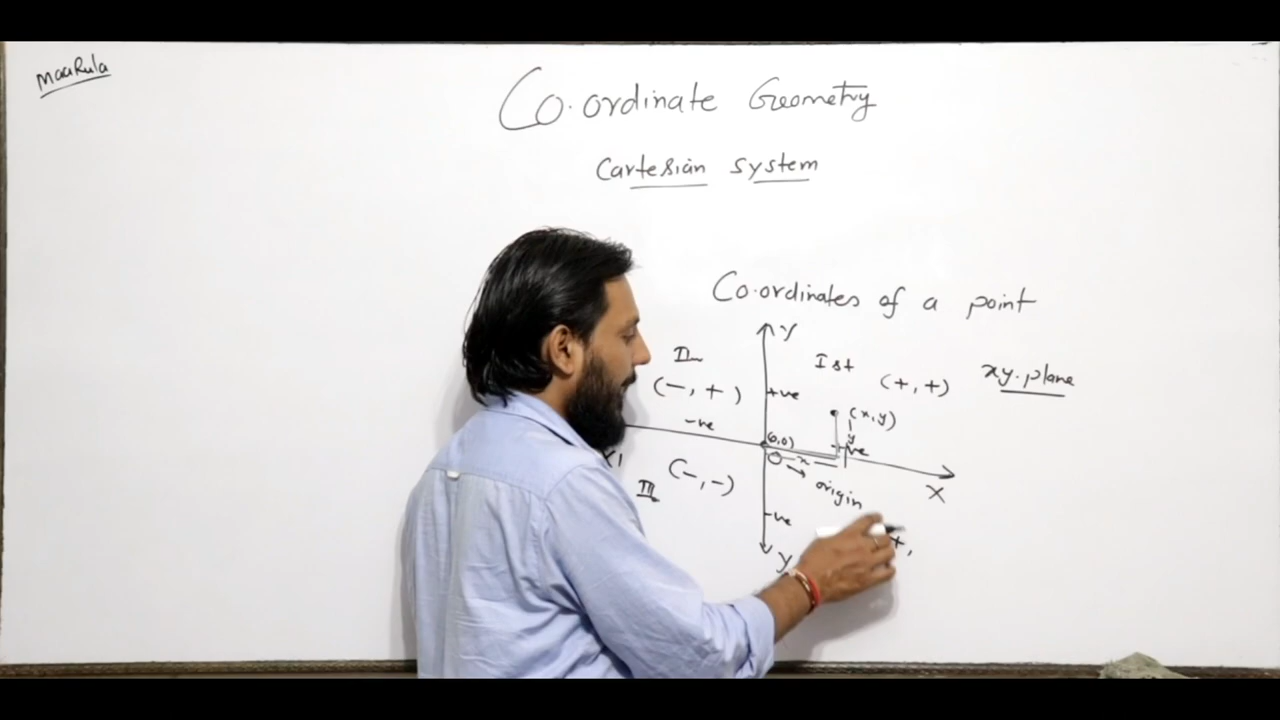 MaaRula
Co-ordinate Geometry
Cartesian system
Co-ordinates of a point
Y
II
Ist
xy-plane
(-, +)
+ve
(+, +)
(x, y)
-ve
y
(0,0)
+ve
O
x
X'
(-, -)
III
origin
X
-ve
Y
+,